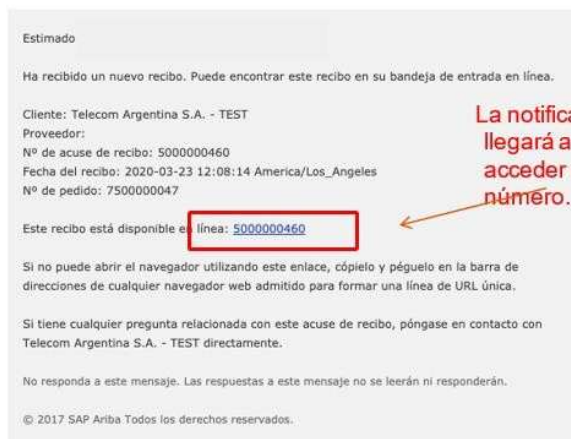 Estimado
Ha recibido un nuevo recibo. Puede encontrar este recibo en su bandeja de entrada en línea.
Cliente: Telecom Argentina S.A. - TEST
Proveedor:
Nº de acuse de recibo: 5000000460
Fecha del recibo: 2020-03-23 12:08:14 America/Los_Angeles
Nº de pedido: 7500000047
Este recibo está disponible en línea: 5000000460
Si no puede abrir el navegador utilizando este enlace, cópielo y péguelo en la barra de
direcciones de cualquier navegador web admitido para formar una línea de URL única.
Si tiene cualquier pregunta relacionada con este acuse de recibo, póngase en contacto con
Telecom Argentina S.A. - TEST directamente.
No responda a este mensaje. Las respuestas a este mensaje no se leerán ni responderán.
© 2017 SAP Ariba Todos los derechos reservados.
La notifica
llegará a
acceder
número.